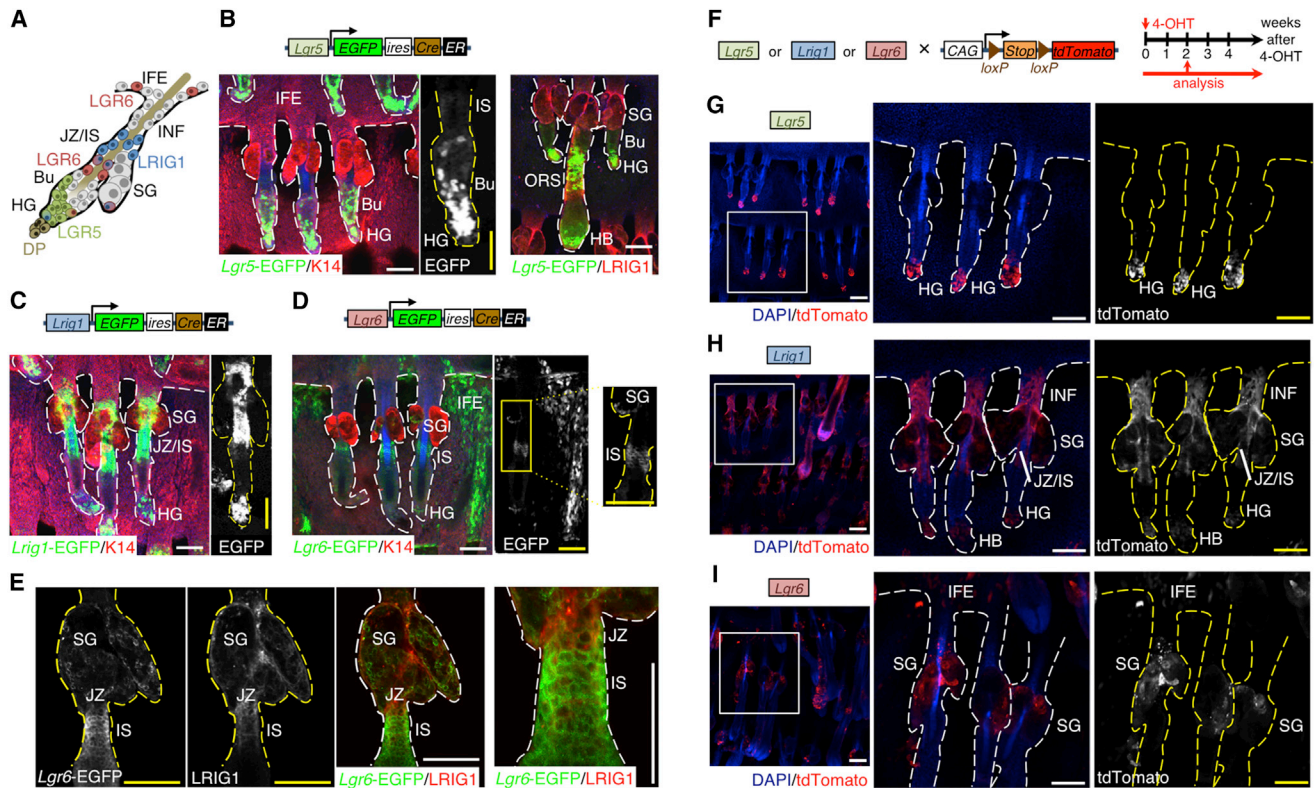 A
IFE
LGR6
JZ/IS
INF
LGR6
LRIG1
Bu
SG
HG
LGR5
DP
B
Lgr5 EGFP ires Cre ER
IFE
Bu
HG
Lgr5-EGFP/K14
IS
Bu
HG
EGFP
SG
Bu
HG
ORS
HB
Lgr5-EGFP/LRIG1
C
Lrig1 EGFP ires Cre ER
SG
JZ/IS
HG
Lrig1-EGFP/K14
EGFP
D
Lgr6 EGFP ires Cre ER
IFE
SG
IS
HG
Lgr6-EGFP/K14
EGFP
SG
IS
E
SG
JZ
IS
Lgr6-EGFP
LRIG1
Lgr6-EGFP/LRIG1
JZ
IS
Lgr6-EGFP/LRIG1
F
Lgr5 or Lrig1 or Lgr6 × CAG Stop tdTomato
loxP loxP
4-OHT
0 1 2 3 4
weeks
after
4-OHT
analysis
G
Lgr5
DAPI/tdTomato
HG HG HG
HG HG HG
tdTomato
H
Lrig1
DAPI/tdTomato
INF
SG
JZ/IS
HG
HB
INF
SG
JZ/IS
HG
HB
tdTomato
I
Lgr6
DAPI/tdTomato
IFE
SG
SG
IFE
SG
SG
tdTomato